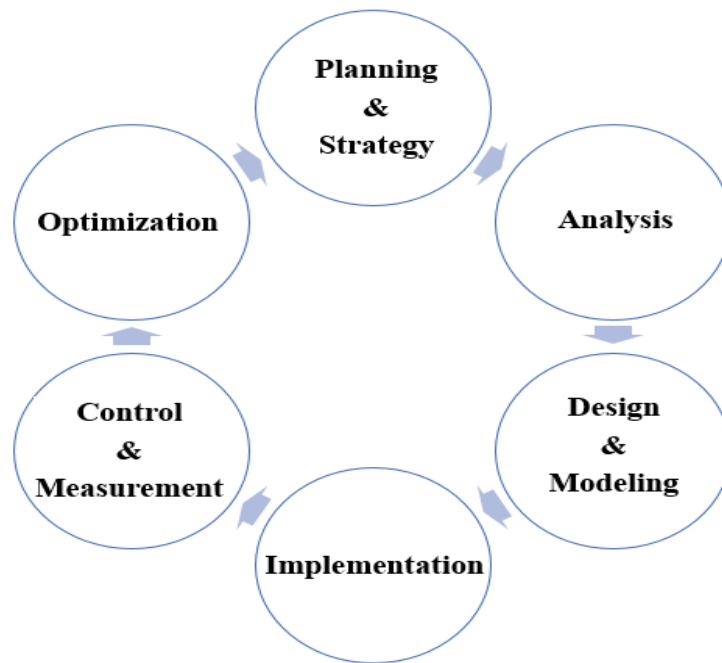 Planning
&
Strategy
Analysis
Design
&
Modeling
Implementation
Control
&
Measurement
Optimization